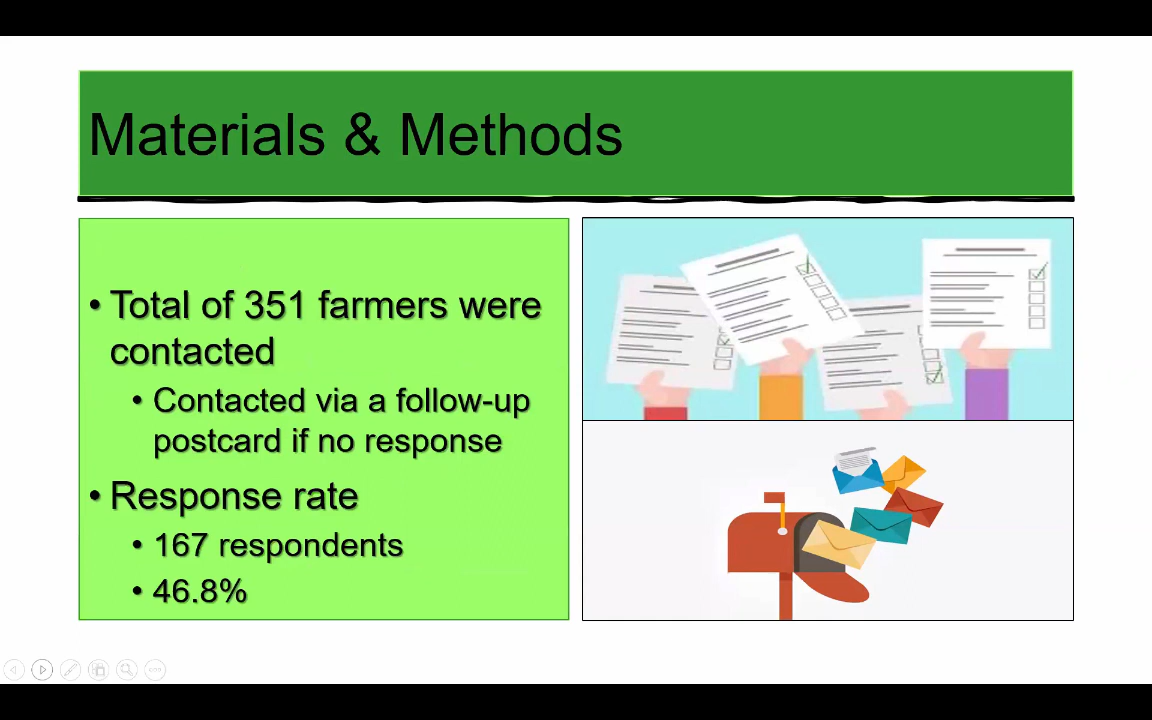 Materials & Methods
• Total of 351 farmers were
contacted
• Contacted via a follow-up
postcard if no response
• Response rate
• 167 respondents
• 46.8%